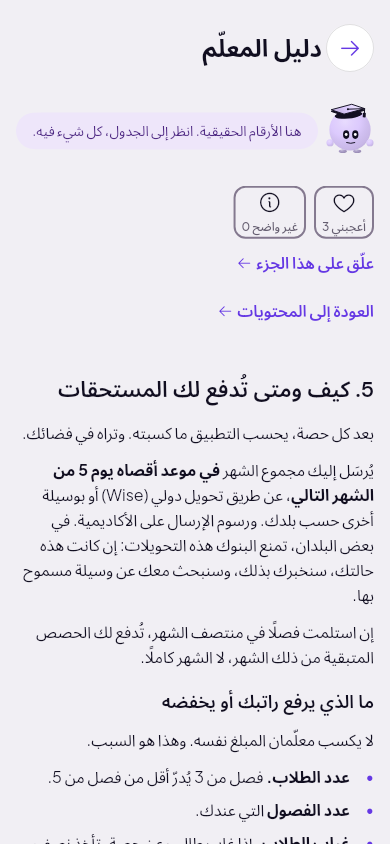 دليل المعلّم
هنا الأرقام الحقيقية. انظر إلى الجدول، كل شيء فيه.
أعجبني 3
غير واضح 0
علّق على هذا الجزء ←
العودة إلى المحتويات ←
5. كيف ومتى تُدفع لك المستحقات
بعد كل حصة، يحسب التطبيق ما كسبته. وتراه في فضائك.
يُرسَل إليك مجموع الشهر في موعد أقصاه يوم 5 من
الشهر التالي، عن طريق تحويل دولي (Wise) أو بوسيلة
أخرى حسب بلدك. ورسوم الإرسال على الأكاديمية. في
بعض البلدان، تمنع البنوك هذه التحويلات: إن كانت هذه
حالتك، سنخبرك بذلك، وسنبحث معك عن وسيلة مسموح
بها.
إن استلمت فصلًا في منتصف الشهر، تُدفع لك الحصص
المتبقية من ذلك الشهر، لا الشهر كاملًا.
ما الذي يرفع راتبك أو يخفضه
لا يكسب معلّمان المبلغ نفسه. وهذا هو السبب.
• عدد الطلاب. فصل من 3 يُدرّ أقل من فصل من 5.
• عدد الفصول التي عندك.